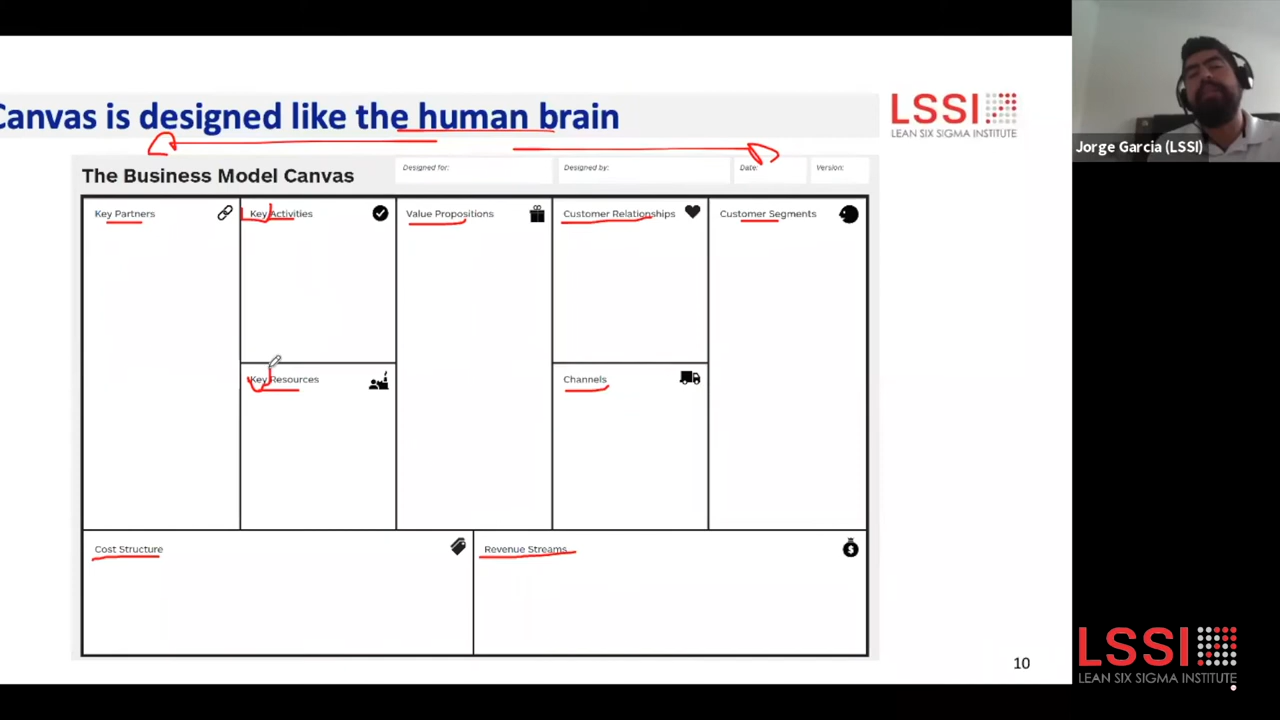 Canvas is designed like the human brain
LSSI
LEAN SIX SIGMA INSTITUTE
Jorge Garcia (LSSI)
The Business Model Canvas
Designed for:
Designed by:
Date:
Version:
Key Partners
Key Activities
Value Propositions
Customer Relationships
Customer Segments
Key Resources
Channels
Cost Structure
Revenue Streams
$
10
LSSI
LEAN SIX SIGMA INSTITUTE